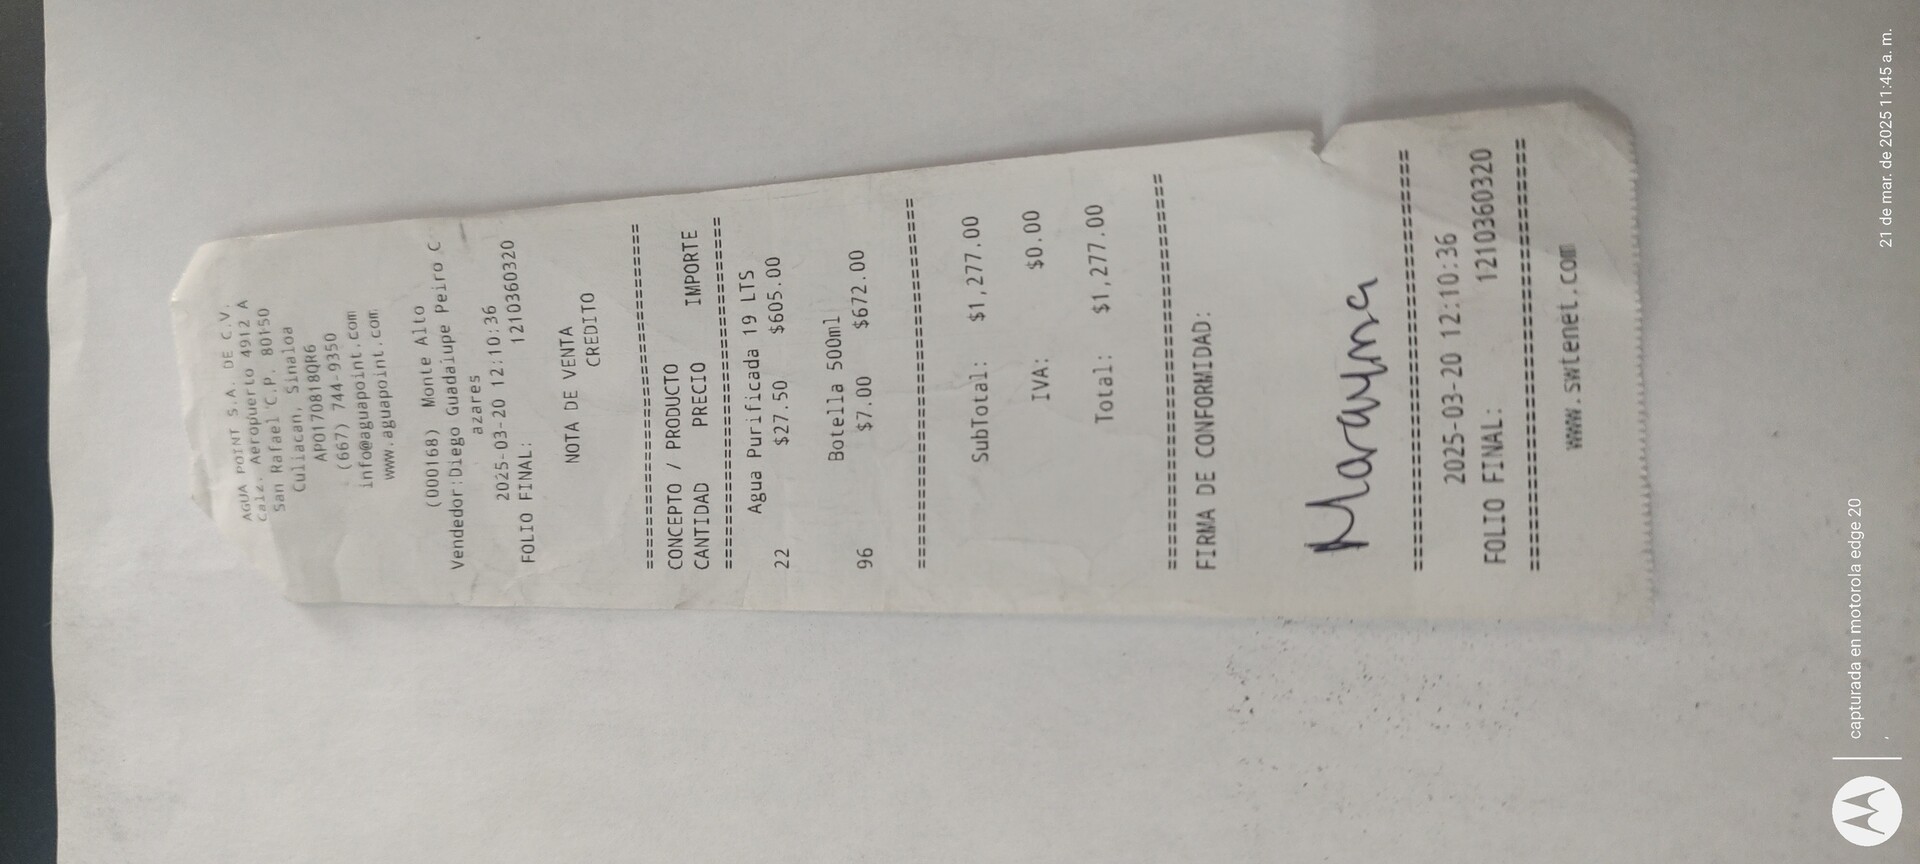 AGUA POINT S.A. DE C.V.
Calz. Aeropuerto 4912 A
San Rafael C.P. 80150
Culiacan, Sinaloa
APO170818QR6
(667) 744-9350
info@aguapoint.com
www.aguapoint.com
(000168) Monte Alto
Vendedor:Diego Guadalupe Peiro C
azares
2025-03-20 12:10:36
FOLIO FINAL: 1210360320
NOTA DE VENTA
CREDITO
================================
CONCEPTO / PRODUCTO
CANTIDAD PRECIO IMPORTE
================================
Agua Purificada 19 LTS
22 $27.50 $605.00
Botella 500ml
96 $7.00 $672.00
================================
SubTotal: $1,277.00
IVA: $0.00
Total: $1,277.00
================================
FIRMA DE CONFORMIDAD:
================================
2025-03-20 12:10:36
FOLIO FINAL: 1210360320
================================
www.swtenet.com
capturada en motorola edge 20
21 de mar. de 2025 11:45 a. m.